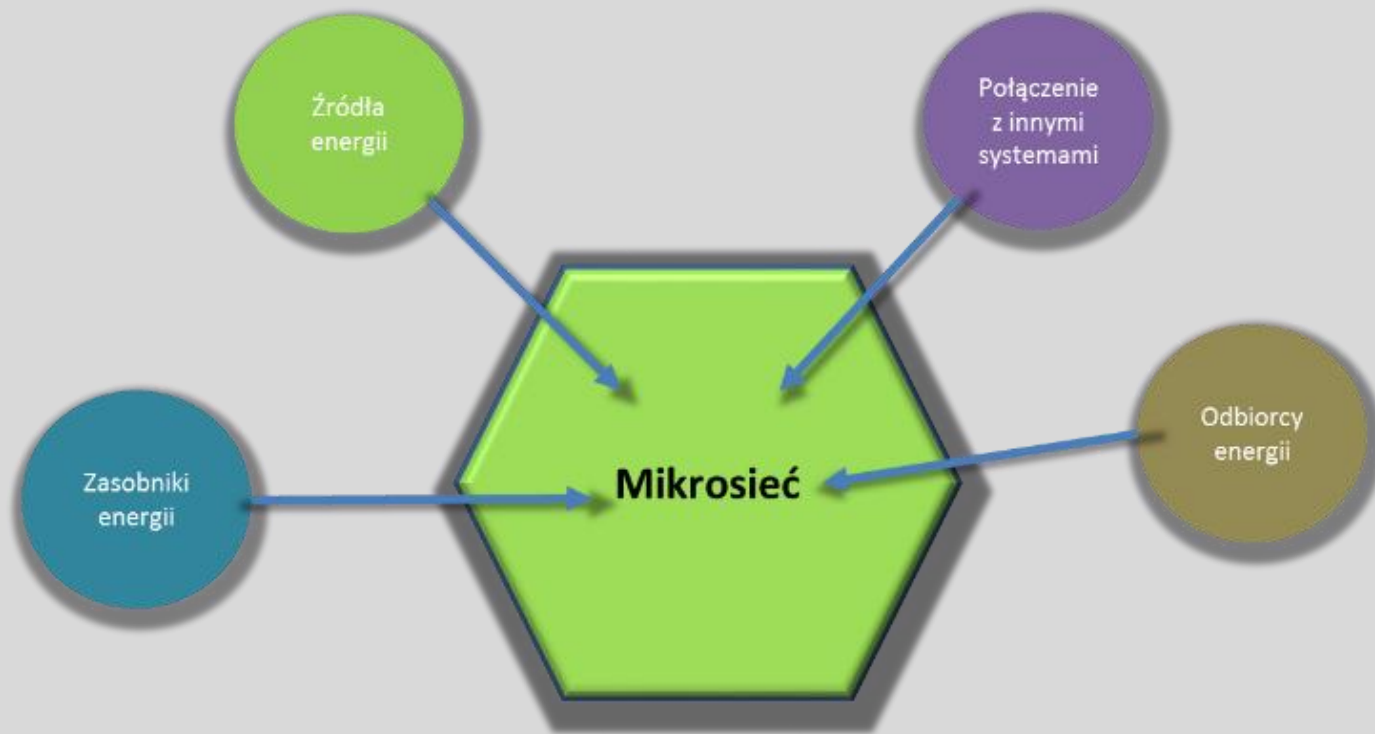 Źródła
energii
Połączenie
z innymi
systemami
Zasobniki
energii
Mikrosieć
Odbiorcy
energii